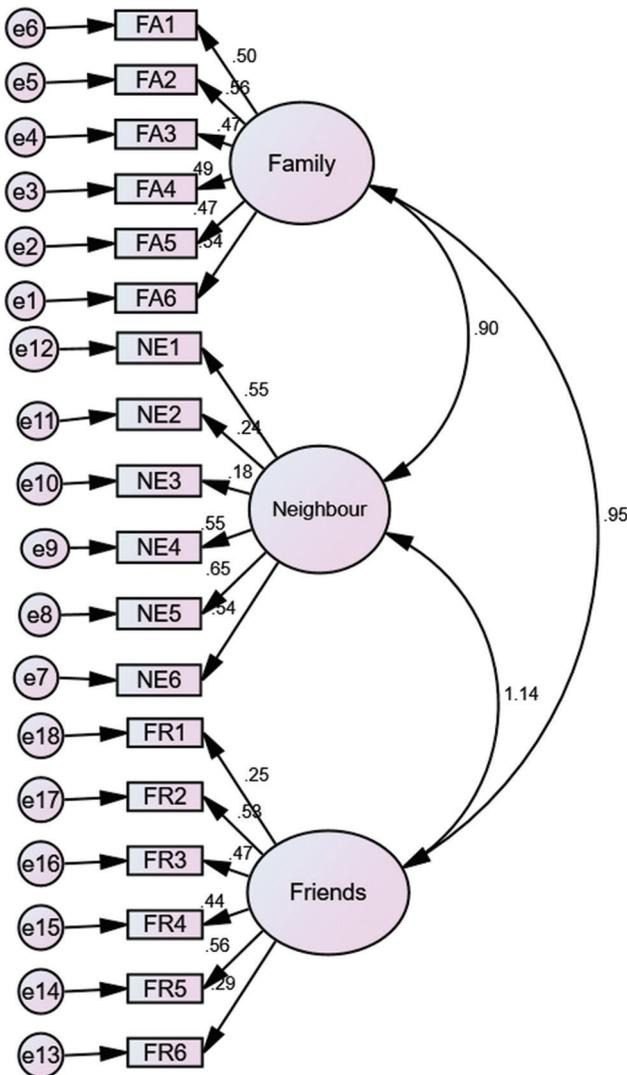 e6 FA1
.50
e5 FA2
.56
e4 FA3
.47
Family
e3 FA4
.49
.47
e2 FA5
.54
e1 FA6
.90
e12 NE1
.55
e11 NE2
.24
e10 NE3
.18
Neighbour
.95
e9 NE4
.55
.65
e8 NE5
.54
e7 NE6
1.14
e18 FR1
.25
e17 FR2
.53
e16 FR3
.47
Friends
e15 FR4
.44
.56
e14 FR5
.29
e13 FR6